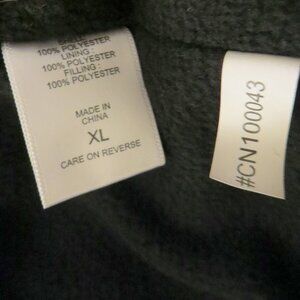 100% POLYESTER
LINING :
100% POLYESTER
FILLING :
100% POLYESTER
MADE IN
CHINA
XL
CARE ON REVERSE
#CN100043